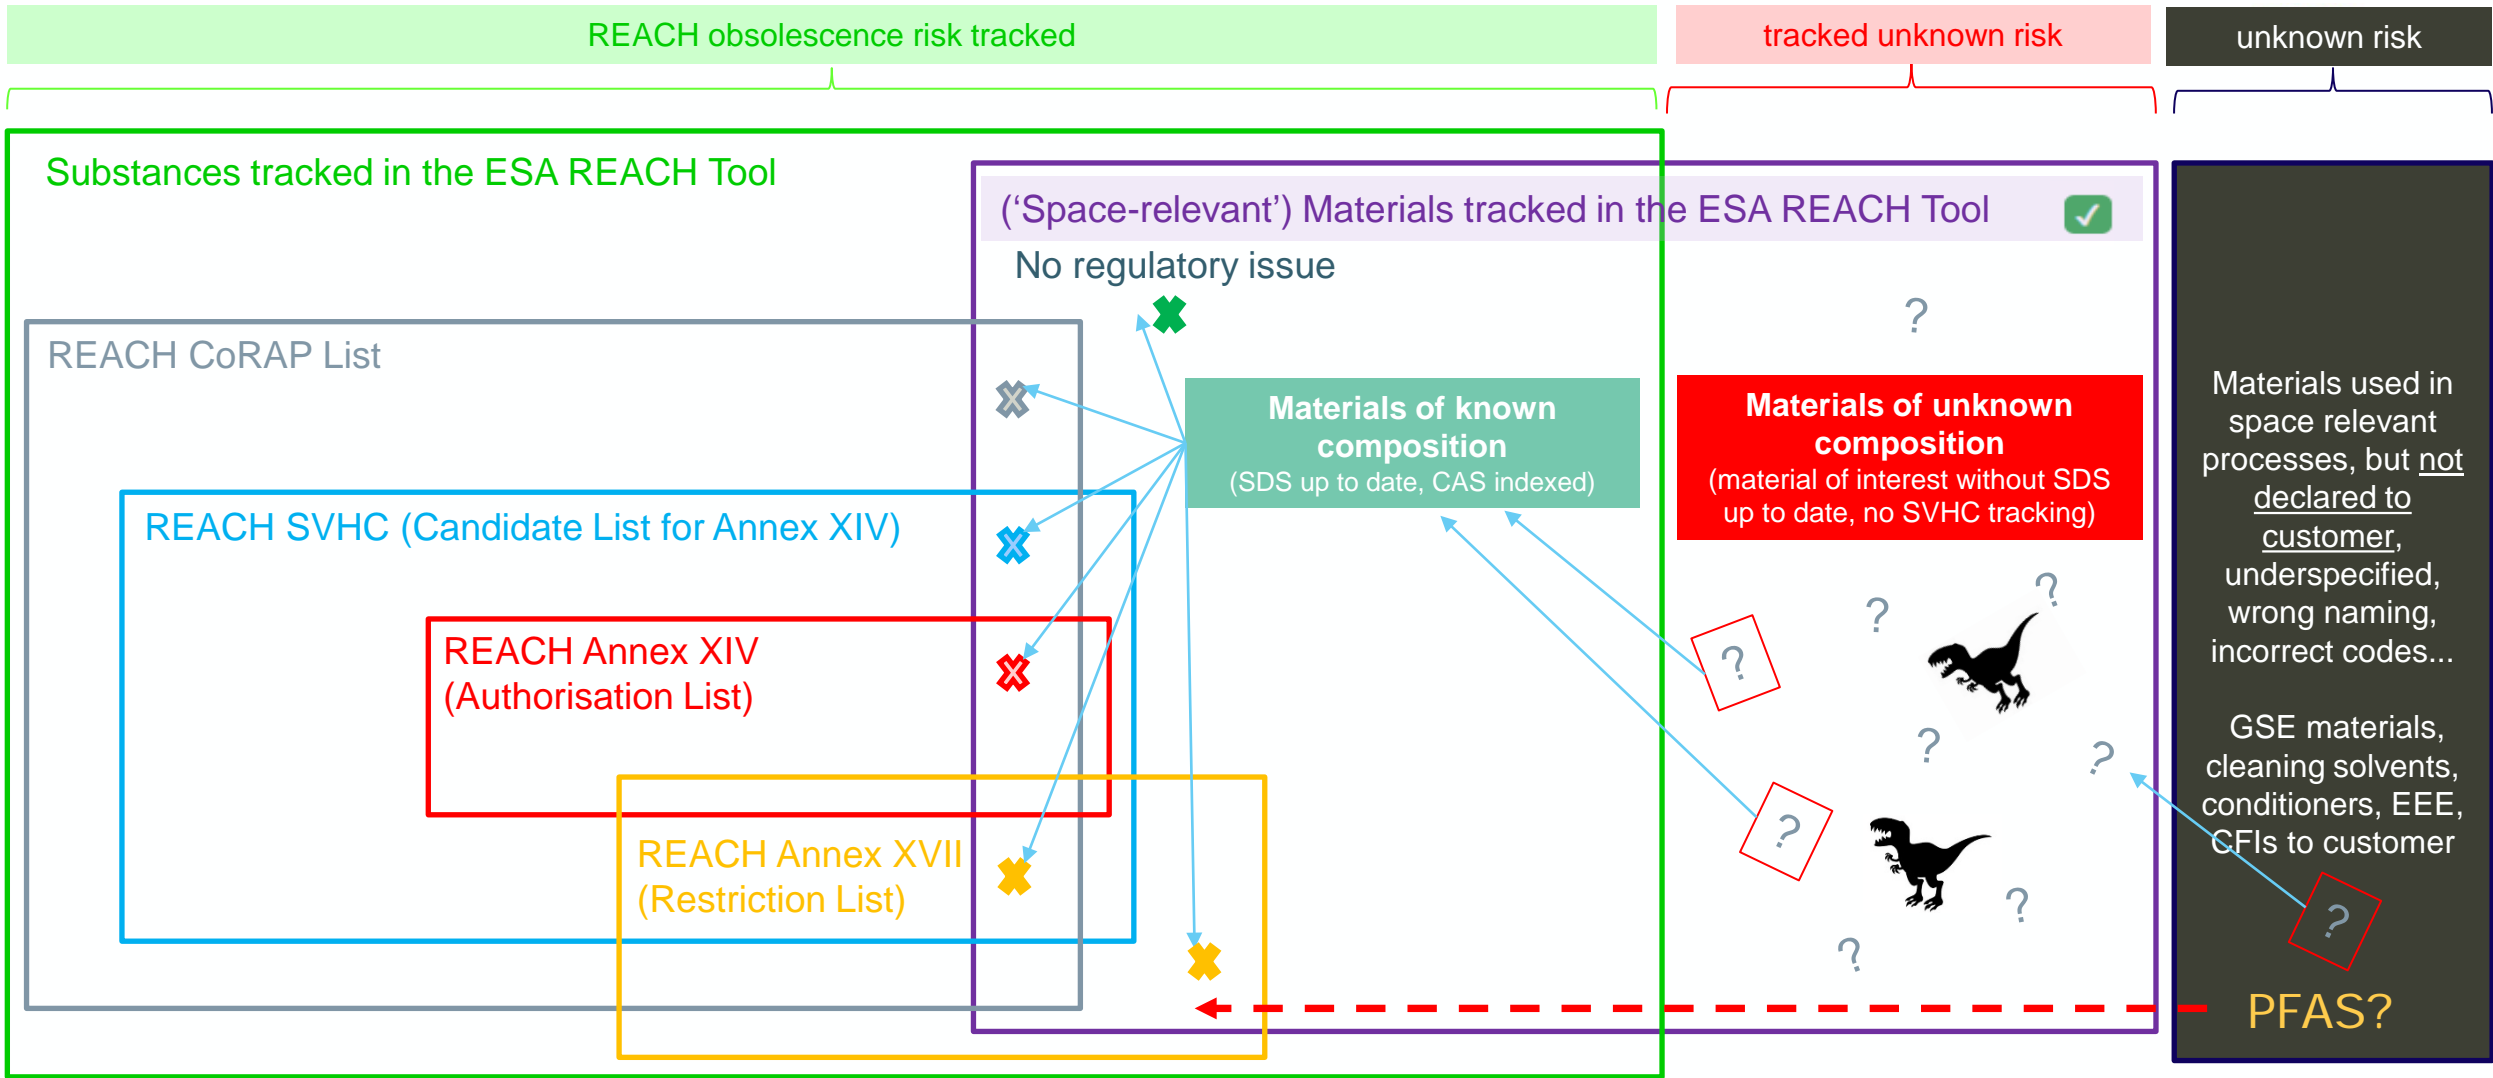 REACH obsolescence risk tracked
tracked unknown risk
unknown risk
Substances tracked in the ESA REACH Tool
(‘Space-relevant’) Materials tracked in the ESA REACH Tool
No regulatory issue
?
REACH CoRAP List
Materials of known
composition
(SDS up to date, CAS indexed)
Materials of unknown
composition
(material of interest without SDS
up to date, no SVHC tracking)
Materials used in
space relevant
processes, but not
declared to
customer,
underspecified,
wrong naming,
incorrect codes...
GSE materials,
cleaning solvents,
conditioners, EEE,
CFIs to customer
REACH SVHC (Candidate List for Annex XIV)
REACH Annex XIV
(Authorisation List)
REACH Annex XVII
(Restriction List)
?
?
?
?
?
?
?
?
?
PFAS?